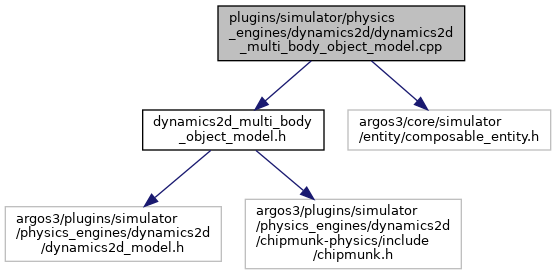 plugins/simulator/physics
_engines/dynamics2d/dynamics2d
_multi_body_object_model.cpp
dynamics2d_multi_body
_object_model.h
argos3/core/simulator
/entity/composable_entity.h
argos3/plugins/simulator
/physics_engines/dynamics2d
/dynamics2d_model.h
argos3/plugins/simulator
/physics_engines/dynamics2d
/chipmunk-physics/include
/chipmunk.h